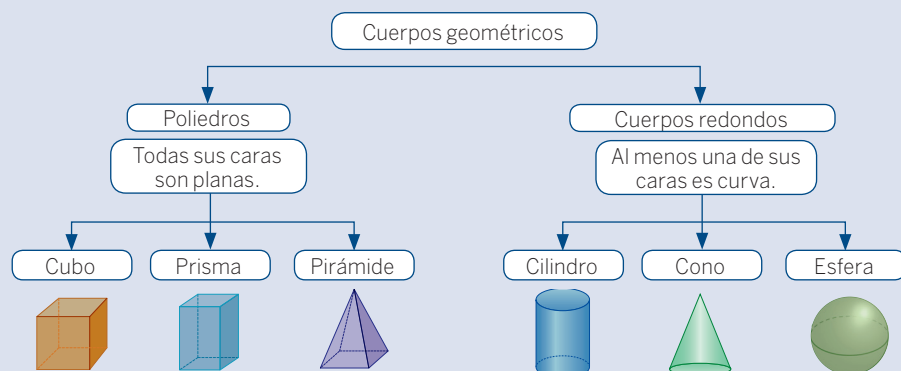 Cuerpos geométricos
Poliedros
Todas sus caras
son planas.
Cubo
Prisma
Pirámide
Cuerpos redondos
Al menos una de sus
caras es curva.
Cilindro
Cono
Esfera